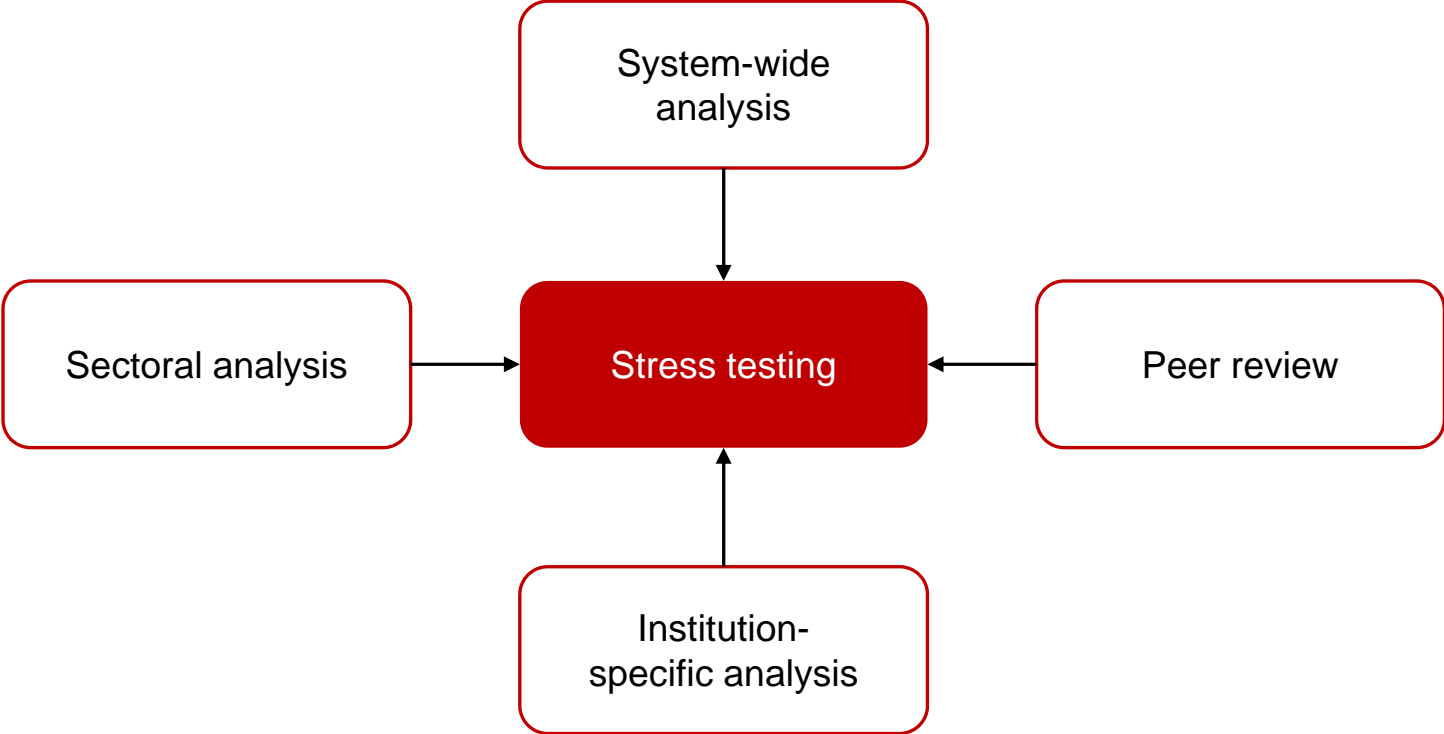 System-wide
analysis
Sectoral analysis
Stress testing
Peer review
Institution-
specific analysis